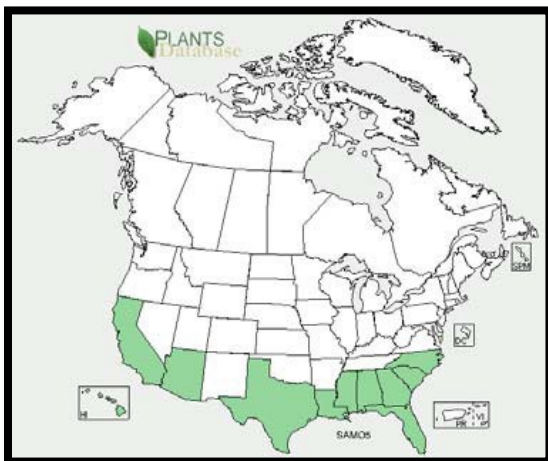 PLANTS
Database
SPM
DC
HI
PR
VI
SAMO5